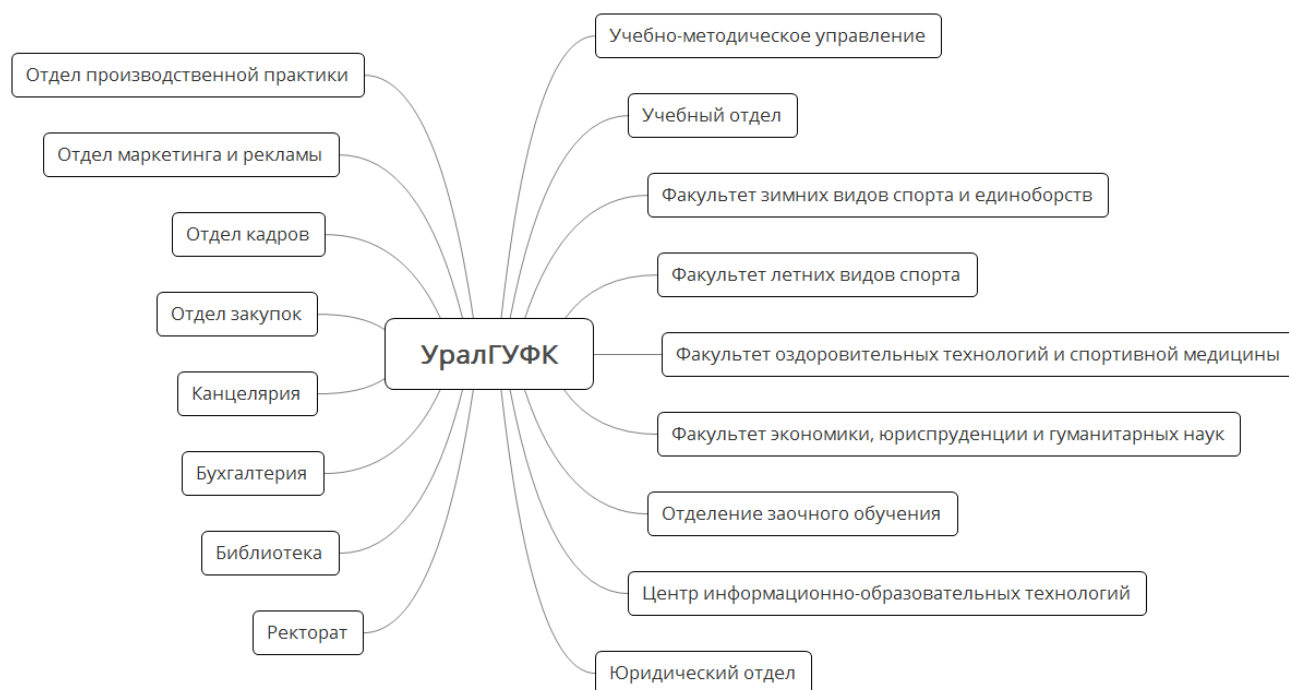 Учебно-методическое управление
Отдел производственной практики
Учебный отдел
Отдел маркетинга и рекламы
Факультет зимних видов спорта и единоборств
Отдел кадров
Факультет летних видов спорта
Отдел закупок
УралГУФК
Факультет оздоровительных технологий и спортивной медицины
Канцелярия
Факультет экономики, юриспруденции и гуманитарных наук
Бухгалтерия
Отделение заочного обучения
Библиотека
Центр информационно-образовательных технологий
Ректорат
Юридический отдел